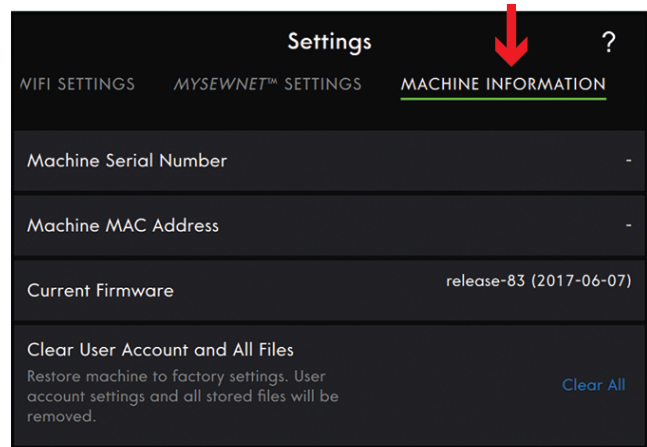 Settings ?
WIFI SETTINGS MYSEWNET™ SETTINGS MACHINE INFORMATION
Machine Serial Number -
Machine MAC Address -
Current Firmware release-83 (2017-06-07)
Clear User Account and All Files
Restore machine to factory settings. User
account settings and all stored files will be
removed.
Clear All